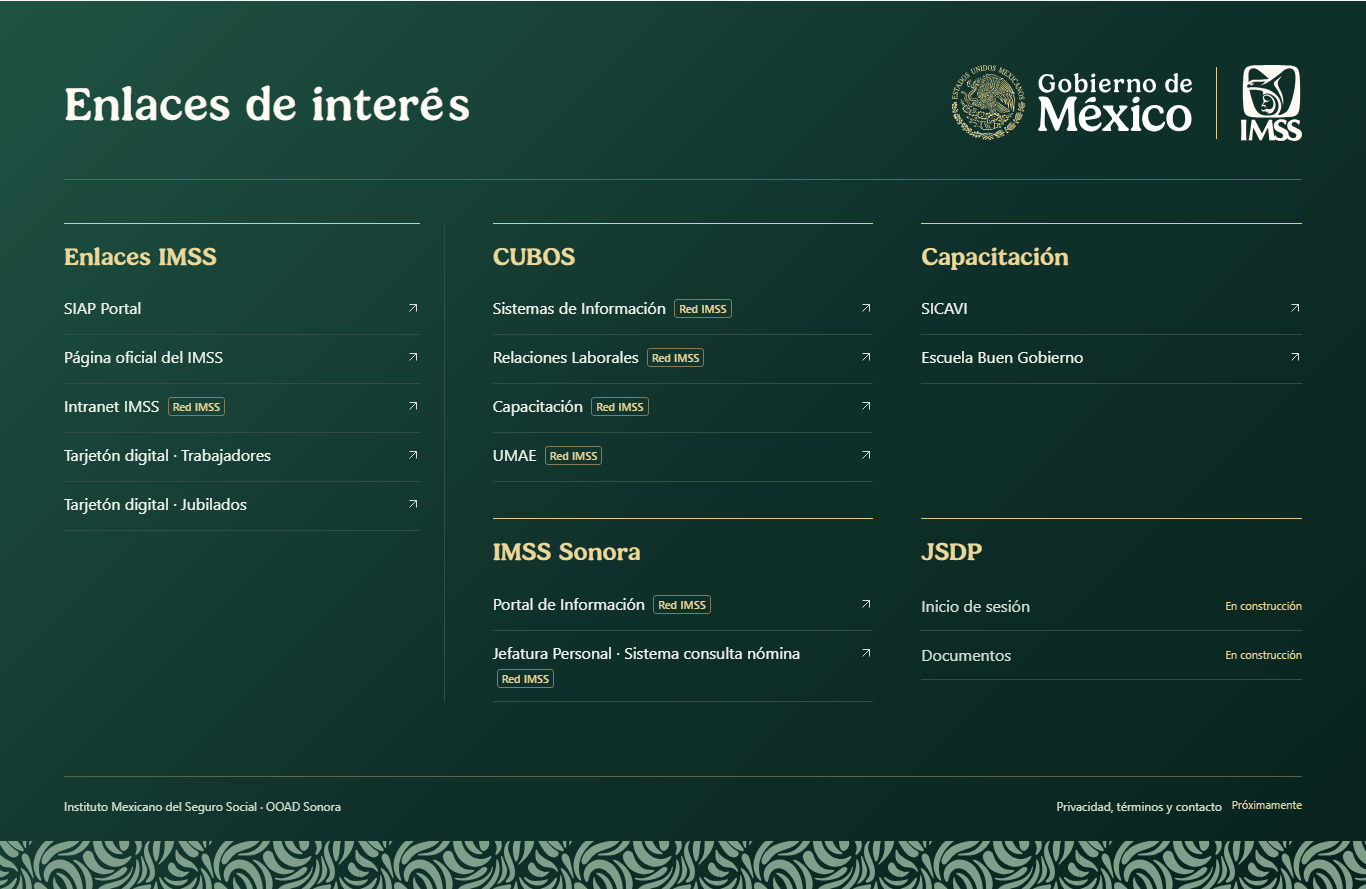 Enlaces de interés
ESTADOS UNIDOS MEXICANOS
Gobierno de
México
IMSS
Enlaces IMSS
SIAP Portal
Página oficial del IMSS
Intranet IMSS Red IMSS
Tarjetón digital · Trabajadores
Tarjetón digital · Jubilados
CUBOS
Sistemas de Información Red IMSS
Relaciones Laborales Red IMSS
Capacitación Red IMSS
UMAE Red IMSS
Capacitación
SICAVI
Escuela Buen Gobierno
IMSS Sonora
Portal de Información Red IMSS
Jefatura Personal · Sistema consulta nómina
Red IMSS
JSDP
Inicio de sesión En construcción
Documentos En construcción
Instituto Mexicano del Seguro Social · OOAD Sonora
Privacidad, términos y contacto Próximamente